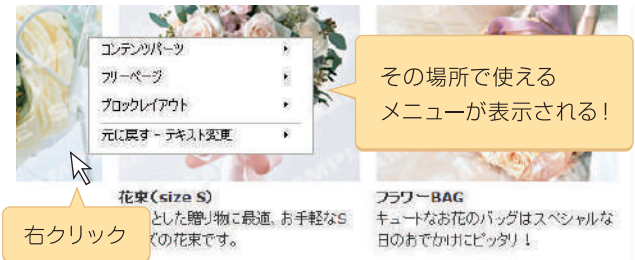 コンテンツパーツ
フリーページ
ブロックレイアウト
元に戻す - テキスト変更
その場所で使える
メニューが表示される！
右クリック
花束(size S)
とした贈り物に最適、お手軽なS
ズの花束です。
フラワーBAG
キュートなお花のバッグはスペシャルな
日のおでかけにピッタリ！